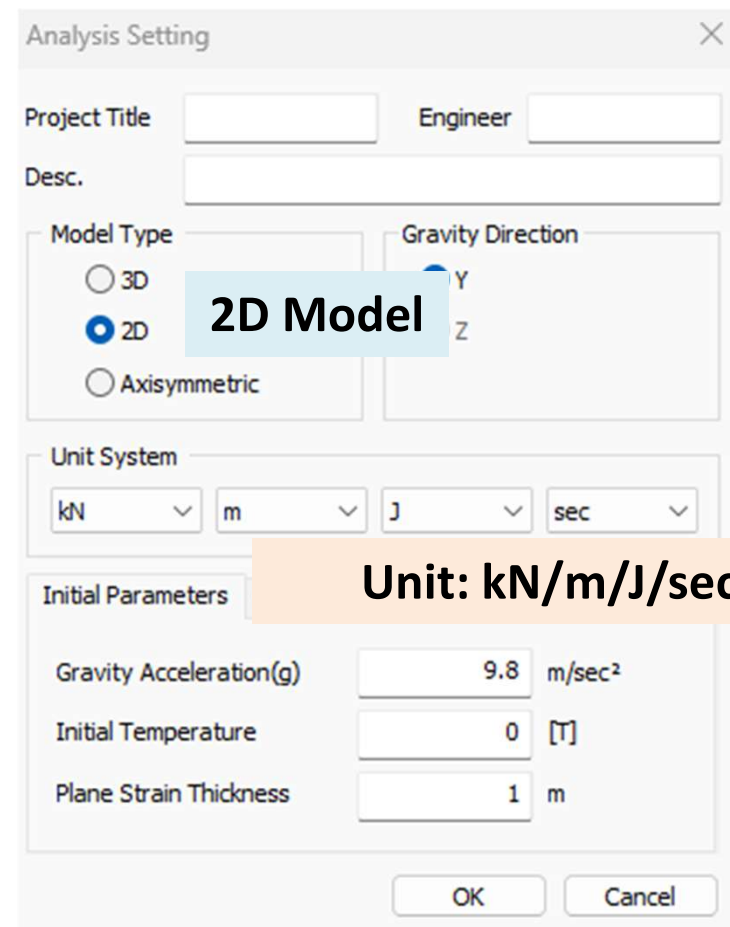 Analysis Setting
Project Title Engineer
Desc.
Model Type Gravity Direction
3D Y
2D Model
2D Z
Axisymmetric
Unit System
kN m J sec
Unit: kN/m/J/sec
Initial Parameters
Gravity Acceleration(g) 9.8 m/sec²
Initial Temperature 0 [T]
Plane Strain Thickness 1 m
OK Cancel